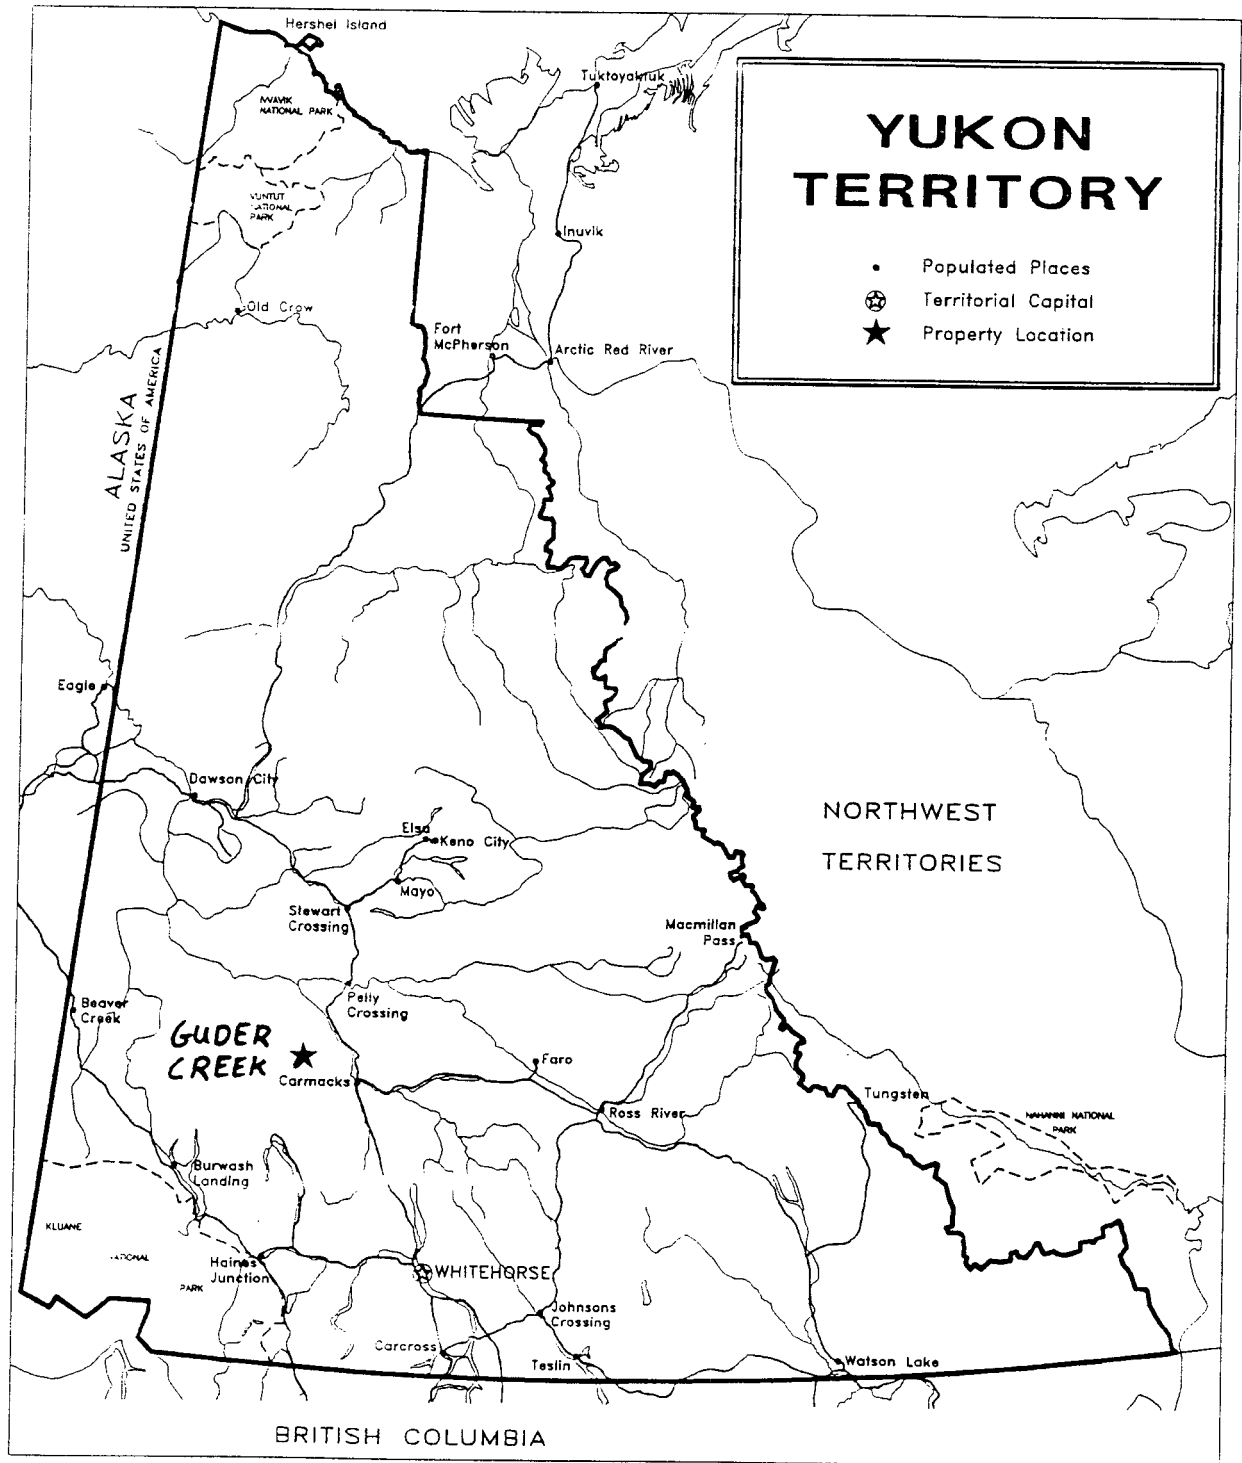 Hershel Island
Tuktoyaktuk
IVVAVIK
NATIONAL PARK
YUKON
TERRITORY
VUNTUT
NATIONAL
PARK
Inuvik
Populated Places
Territorial Capital
Property Location
Old Crow
Fort
McPherson
Arctic Red River
ALASKA
UNITED STATES OF AMERICA
Eagle
Dawson City
NORTHWEST
TERRITORIES
Elsa
Keno City
Mayo
Stewart
Crossing
Macmillan
Pass
Pelly
Crossing
Beaver
Creek
GUDER
CREEK
Carmacks
Faro
Ross River
Tungsten
NAHANNI NATIONAL
PARK
Burwash
Landing
KLUANE
NATIONAL
PARK
Haines
Junction
WHITEHORSE
Johnsons
Crossing
Carcross
Teslin
Watson Lake
BRITISH COLUMBIA